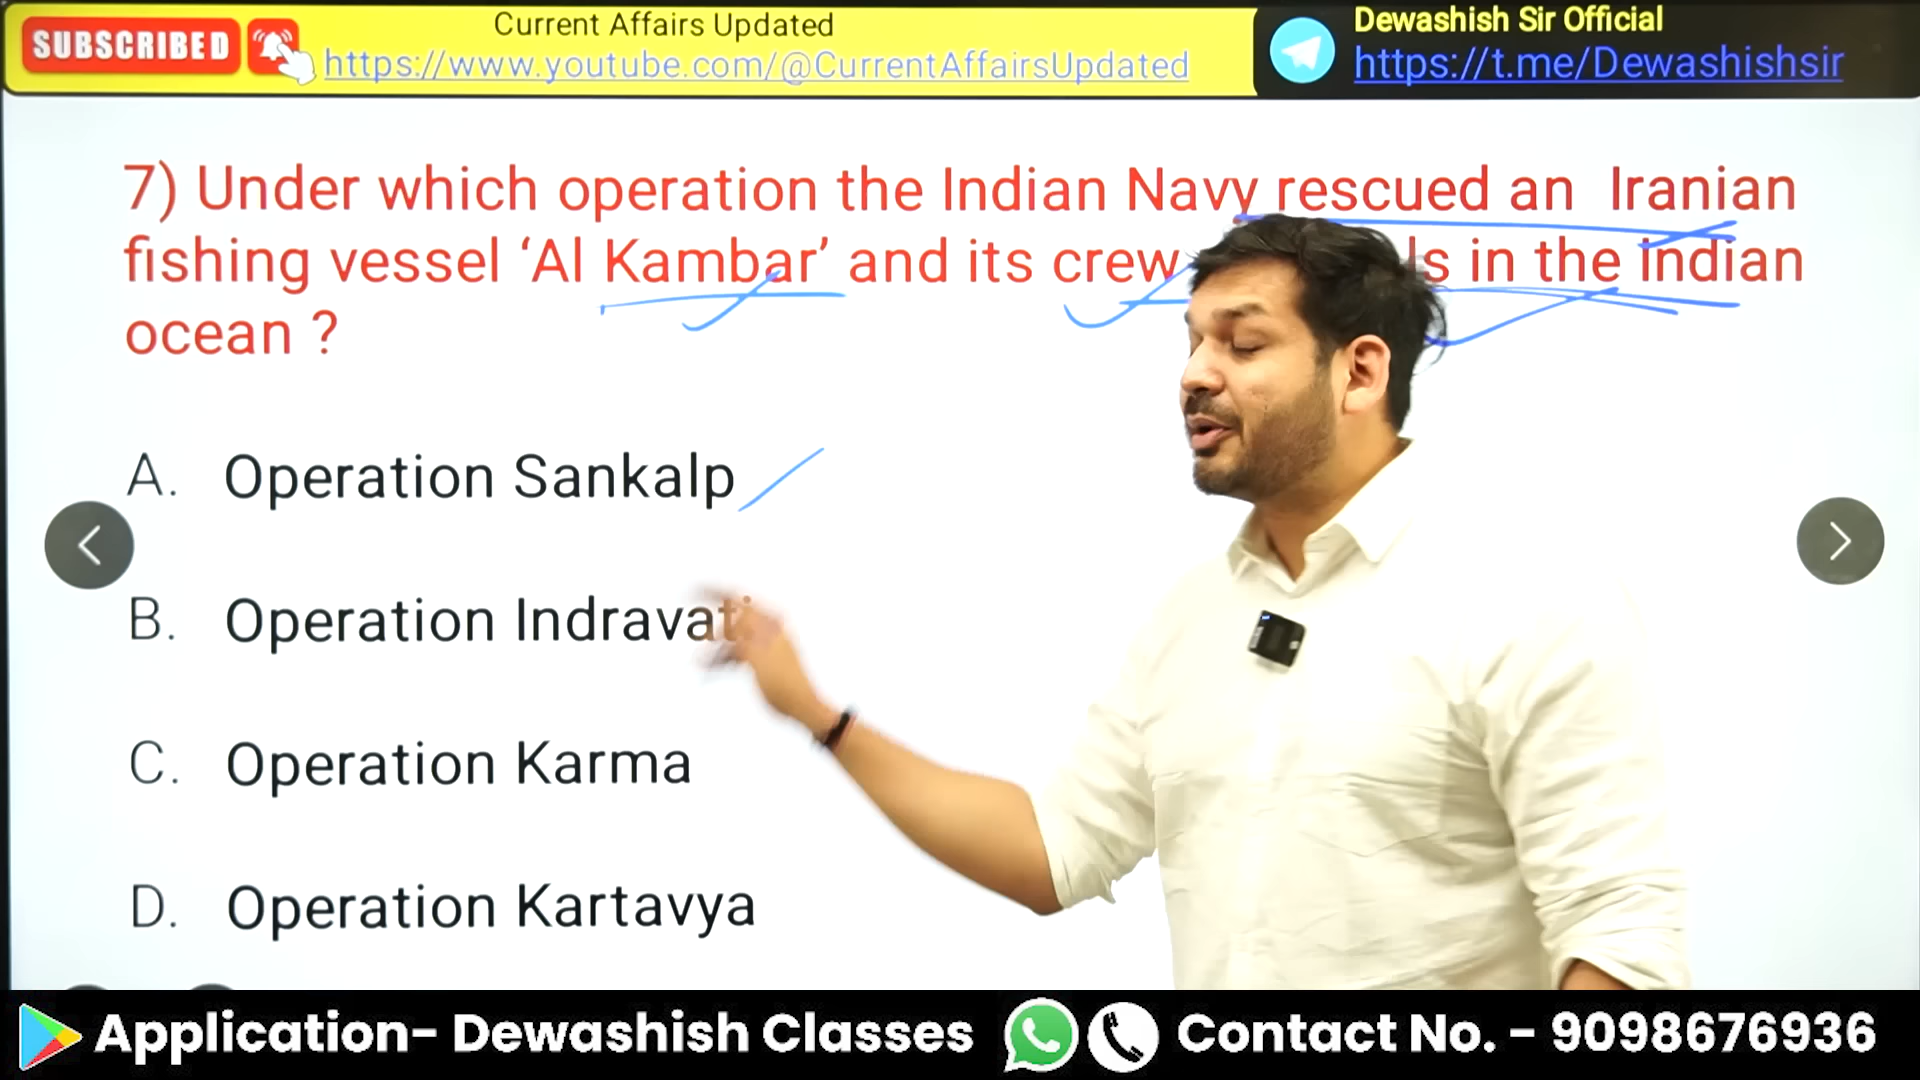 SUBSCRIBED
Current Affairs Updated
https://www.youtube.com/@CurrentAffairsUpdated
Dewashish Sir Official
https://t.me/Dewashishsir
7) Under which operation the Indian Navy rescued an Iranian
fishing vessel ‘Al Kambar’ and its crew in the Indian
ocean ?
A. Operation Sankalp
B. Operation Indravati
C. Operation Karma
D. Operation Kartavya
Application- Dewashish Classes
Contact No. - 9098676936